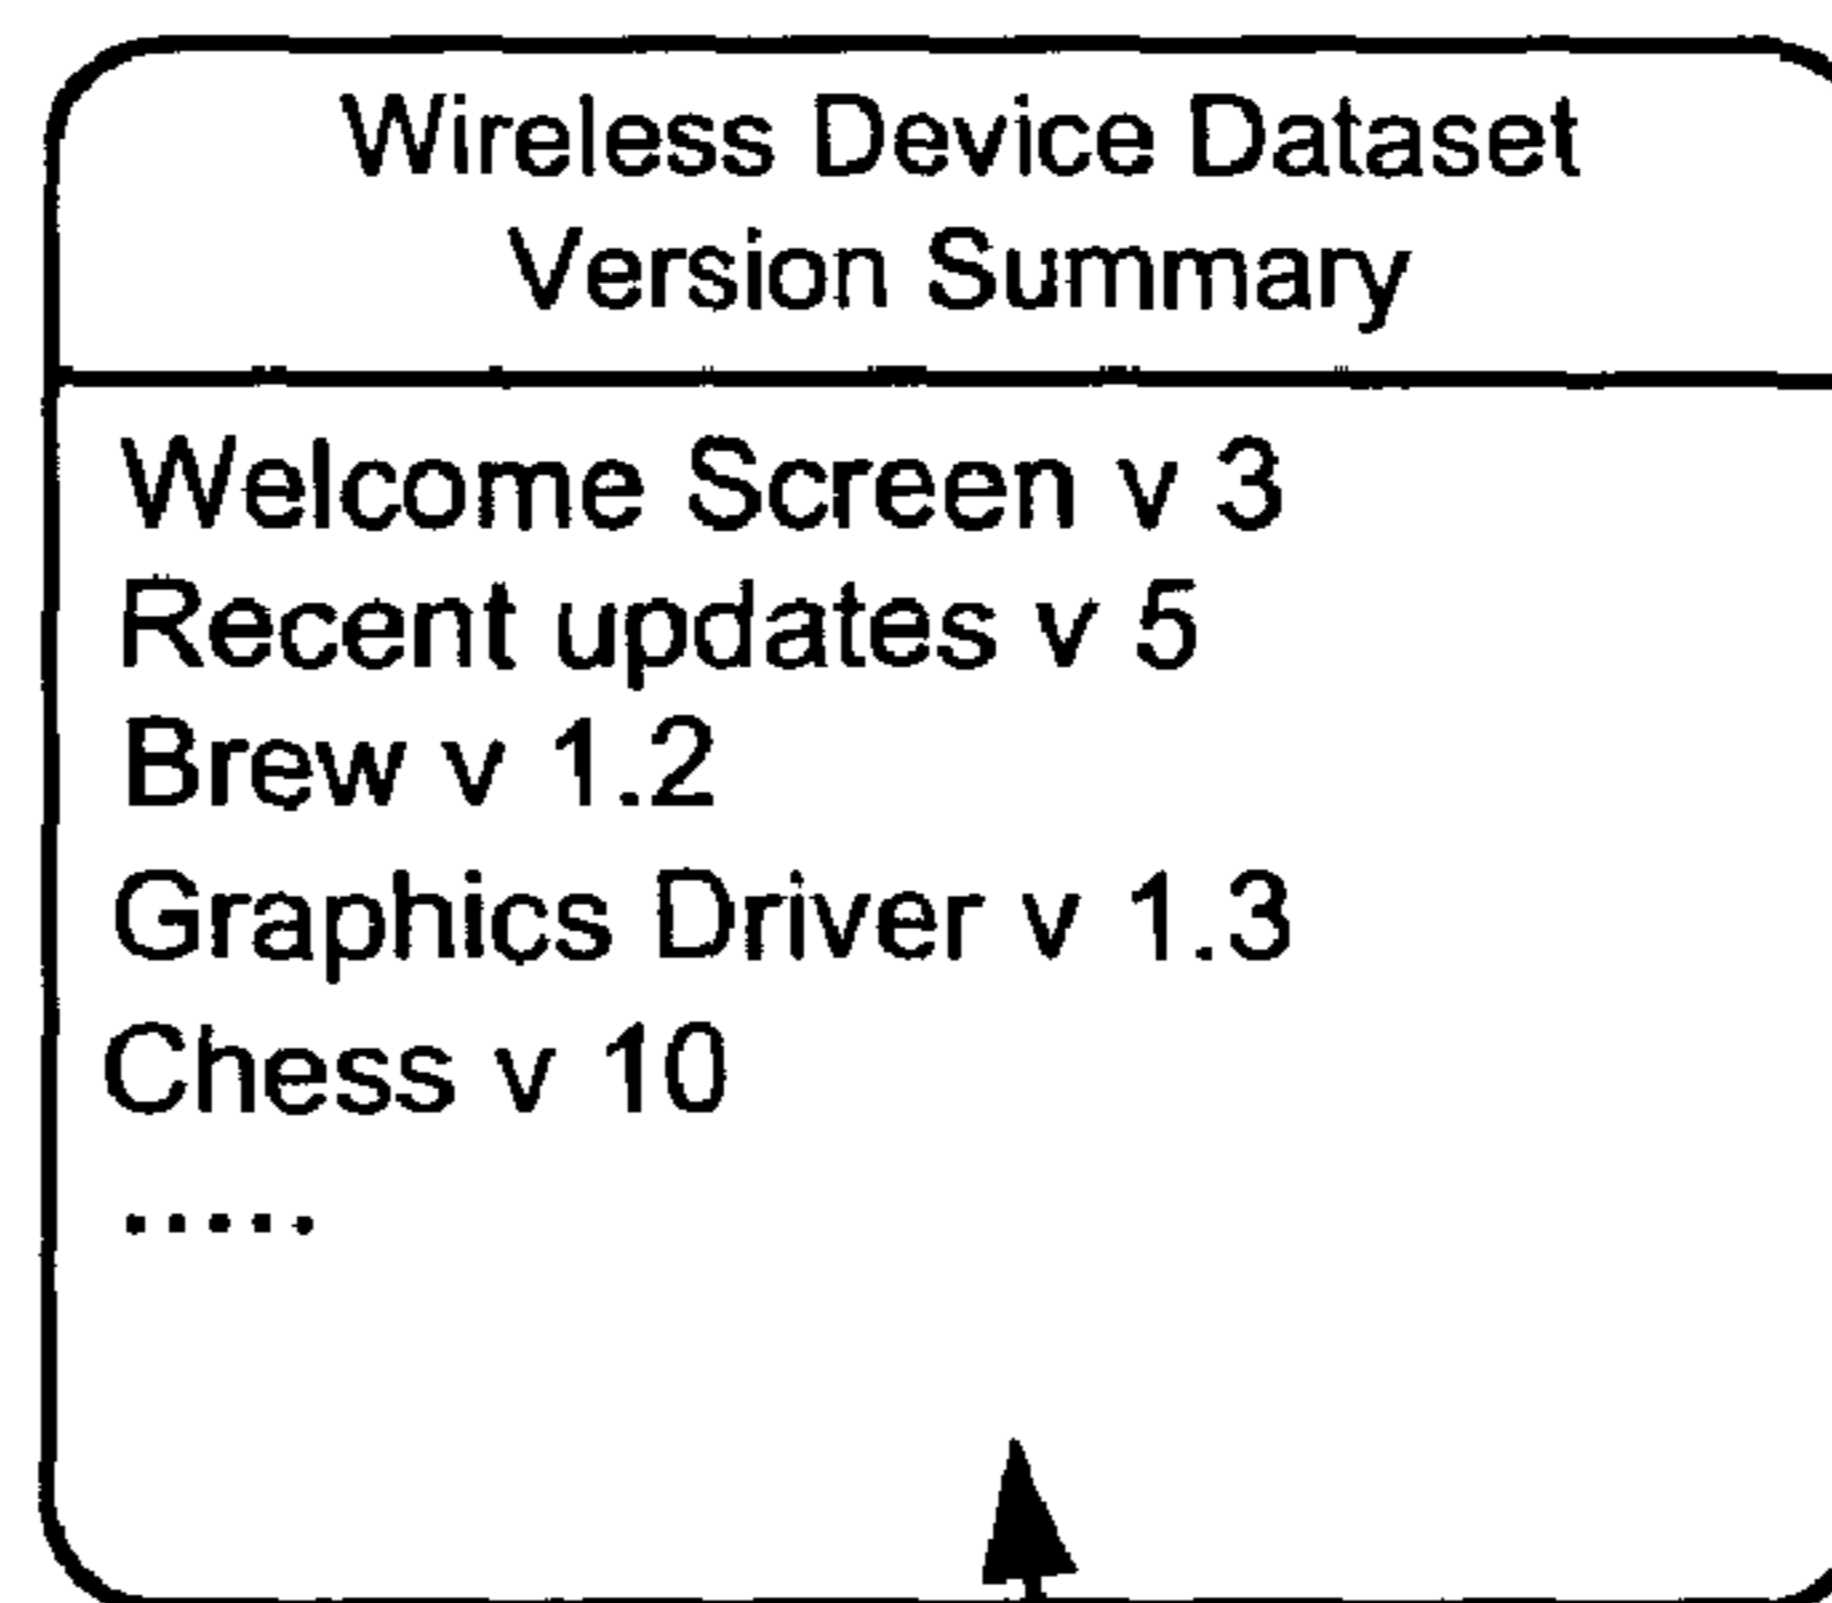 Wireless Device Dataset
Version Summary
Welcome Screen v 3
Recent updates v 5
Brew v 1.2
Graphics Driver v 1.3
Chess v 10
.....